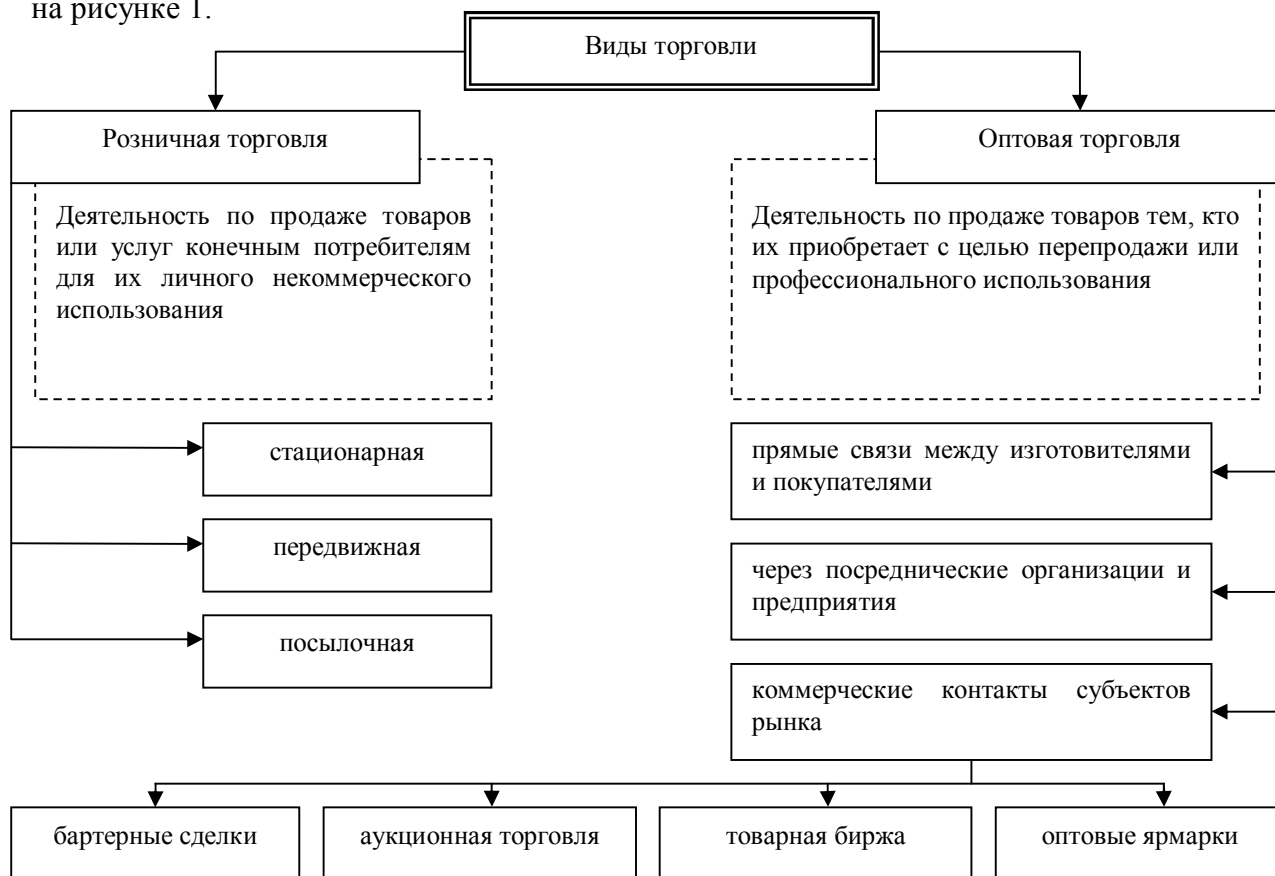 на рисунке 1.
Виды торговли
Розничная торговля
Оптовая торговля
Деятельность по продаже товаров
или услуг конечным потребителям
для их личного некоммерческого
использования
Деятельность по продаже товаров тем, кто
их приобретает с целью перепродажи или
профессионального использования
стационарная
передвижная
посылочная
прямые связи между изготовителями
и покупателями
через посреднические организации и
предприятия
коммерческие контакты субъектов
рынка
бартерные сделки
аукционная торговля
товарная биржа
оптовые ярмарки